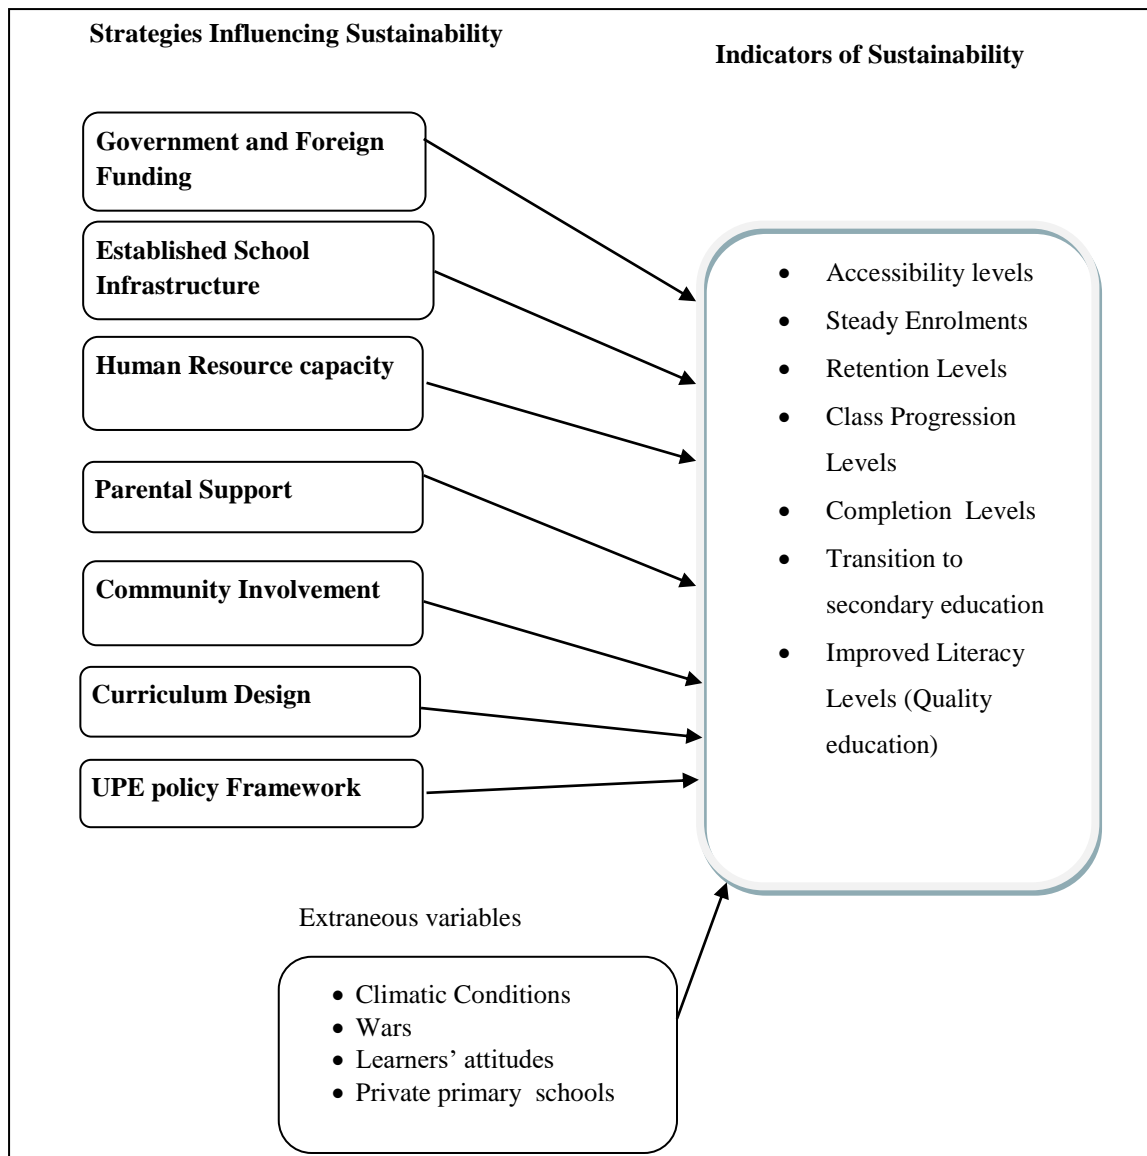 Strategies Influencing Sustainability
Indicators of Sustainability
Government and Foreign
Funding
Established School
Infrastructure
Human Resource capacity
Parental Support
Community Involvement
Curriculum Design
UPE policy Framework
• Accessibility levels
• Steady Enrolments
• Retention Levels
• Class Progression
Levels
• Completion Levels
• Transition to
secondary education
• Improved Literacy
Levels (Quality
education)
Extraneous variables
• Climatic Conditions
• Wars
• Learners’ attitudes
• Private primary schools